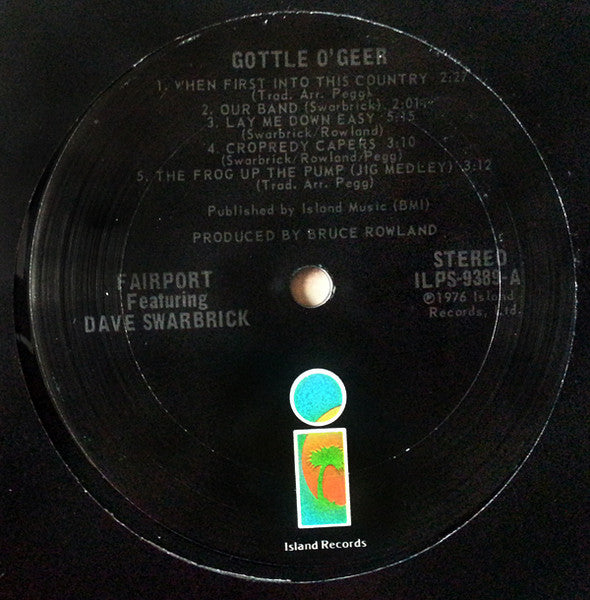 GOTTLE O'GEER
1. WHEN FIRST INTO THIS COUNTRY 2:27
(Trad. Arr. Pegg)
2. OUR BAND (Swarbrick) 2:01
3. LAY ME DOWN EASY 5:15
(Swarbrick/Rowland)
4. CROPREDY CAPERS 3:10
(Swarbrick/Rowland/Pegg)
5. THE FROG UP THE PUMP (JIG MEDLEY) 3:12
(Trad. Arr. Pegg)
Published by Island Music (BMI)
PRODUCED BY BRUCE ROWLAND
FAIRPORT
Featuring
DAVE SWARBRICK
STEREO
ILPS-9389-A
℗1976 Island
Records, Ltd.
Island Records